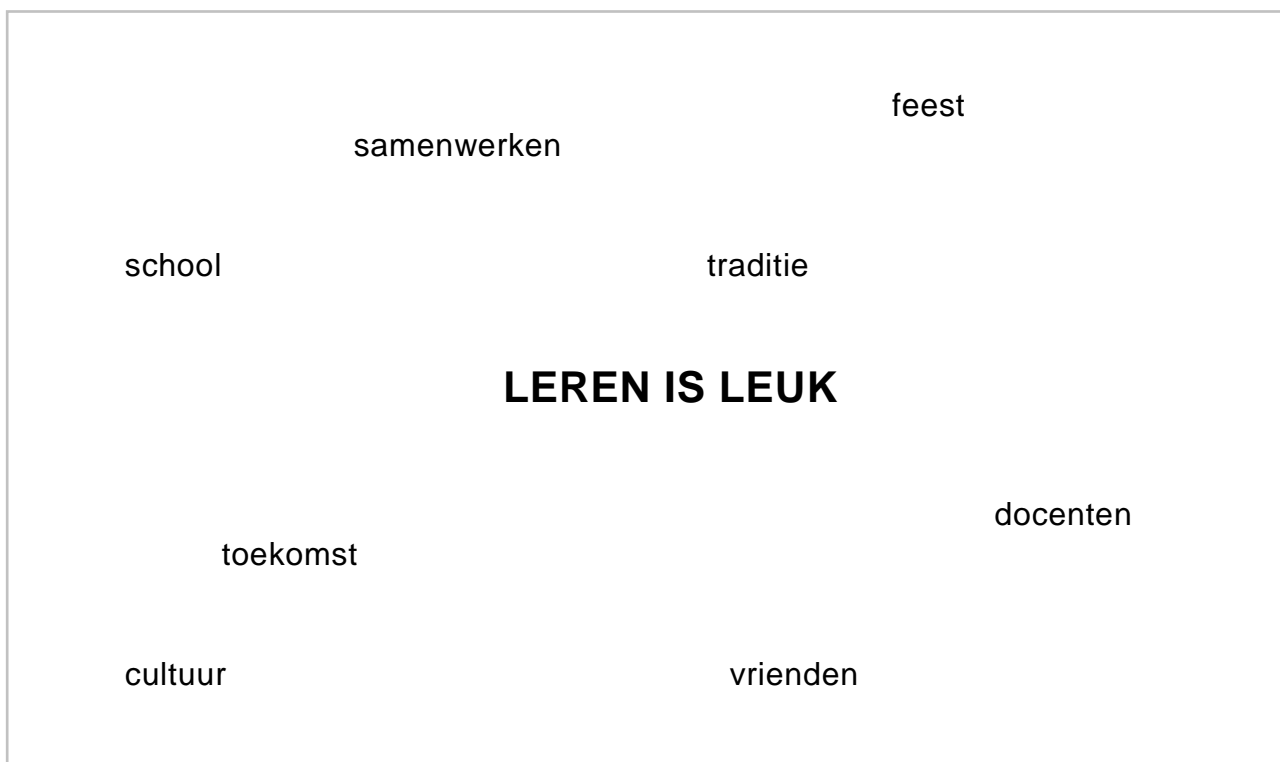 feest
samenwerken
school
traditie
LEREN IS LEUK
docenten
toekomst
cultuur
vrienden